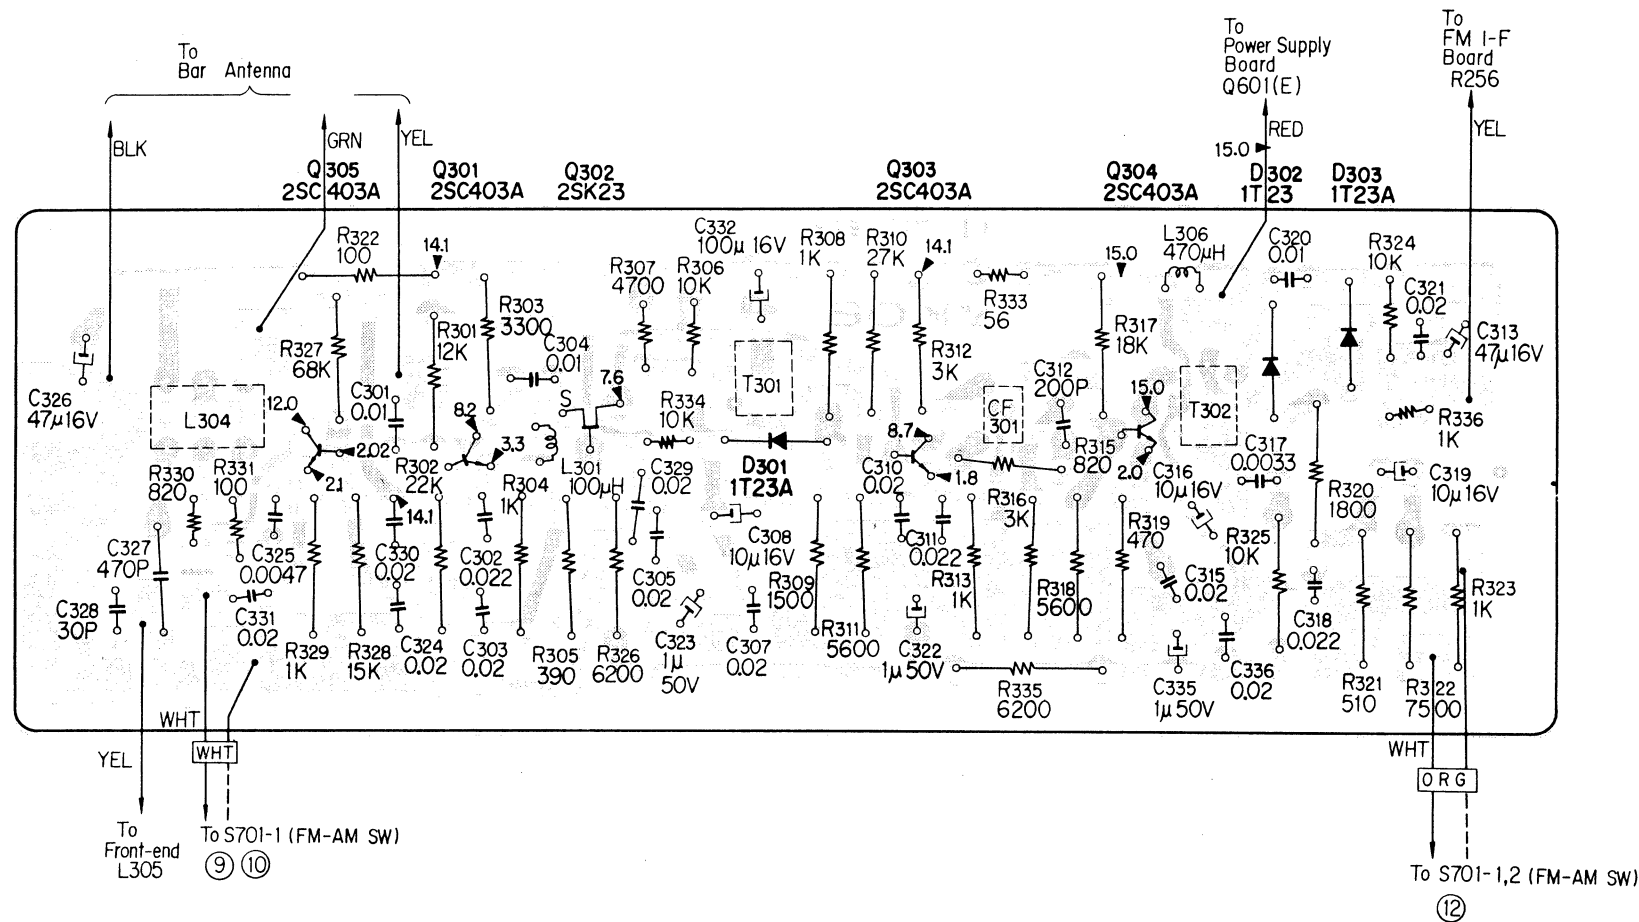 To
Bar Antenna
To
Power Supply
Board
Q601(E)
To
FM I-F
Board
R256
BLK
GRN
YEL
RED
15.0
YEL
Q305
2SC403A
Q301
2SC403A
Q302
2SK23
Q303
2SC403A
Q304
2SC403A
D302
1T23
D303
1T23A
R322
100
14.1
C332
100µ 16V
R308
1K
R310
27K
14.1
15.0
L306
470µH
C320
0.01
R324
10K
R307
4700
R306
10K
R333
56
C321
0.02
R303
3300
R301
12K
R327
68K
C304
0.01
R312
3K
R317
18K
C313
47µ16V
C326
47µ16V
L304
C301
0.01
S
7.6
T301
C312
200P
CF
301
15.0
T302
12.0
8.2
R334
10K
R336
1K
2.02
3.3
8.7
2.1
R302
22K
R304
1K
L301
100µH
C329
0.02
D301
1T23A
C310
0.02
1.8
R315
820
2.0
C316
10µ16V
C317
0.0033
C319
10µ16V
R330
820
R331
100
14.1
R316
3K
R320
1800
R319
470
R325
10K
C327
470P
C325
0.0047
C330
0.02
C302
0.022
C305
0.02
C308
10µ16V
C311
0.022
R309
1500
R313
1K
R318
5600
C315
0.02
C318
0.022
R323
1K
C328
30P
C331
0.02
R329
1K
R328
15K
C324
0.02
C303
0.02
R305
390
R326
6200
C323
1µ
50V
C307
0.02
R311
5600
C322
1µ 50V
R335
6200
C335
1µ50V
C336
0.02
R321
510
R3122
7500
WHT
YEL
WHT
WHT
ORG
To
Front-end
L305
To S701-1 (FM-AM SW)
9 10
To S701-1,2 (FM-AM SW)
12